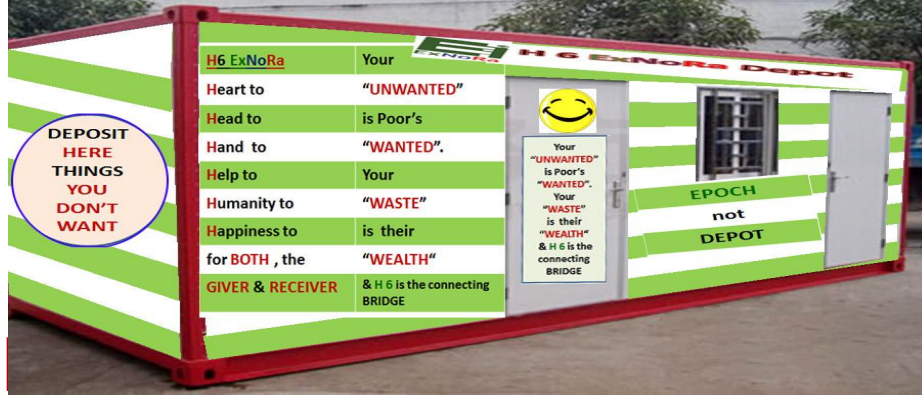 DEPOSIT
HERE
THINGS
YOU
DON'T
WANT
H6 ExNoRa
Heart to
Head to
Hand to
Help to
Humanity to
Happiness to
for BOTH , the
GIVER & RECEIVER
Your
“UNWANTED”
is Poor's
“WANTED”.
Your
“WASTE”
is their
“WEALTH“
& H 6 is the connecting
BRIDGE
ExNoRa
H 6 ExNoRa Depot
Your
“UNWANTED”
is Poor's
“WANTED”.
Your
“WASTE”
is their
“WEALTH“
& H 6 is the
connecting
BRIDGE
EPOCH
not
DEPOT